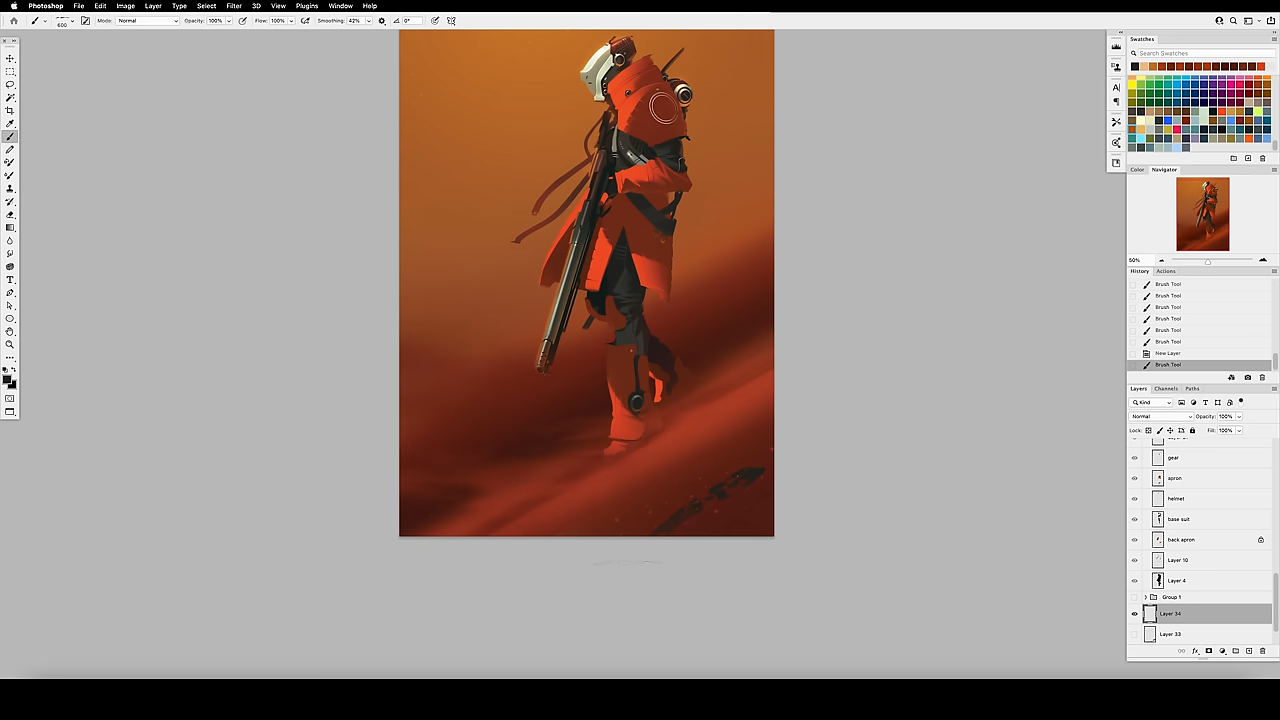 Photoshop File Edit Image Layer Type Select Filter 3D View Plugins Window Help
600 Mode: Normal Opacity: 100% Flow: 100% Smoothing: 42% 0°
Swatches
Search Swatches
Color Navigator
50%
History Actions
Brush Tool
Brush Tool
Brush Tool
Brush Tool
Brush Tool
Brush Tool
New Layer
Brush Tool
Layers Channels Paths
Kind
Normal Opacity: 100%
Lock: Fill: 100%
gear
apron
helmet
base suit
back apron
Layer 10
Layer 4
Group 1
Layer 34
Layer 33